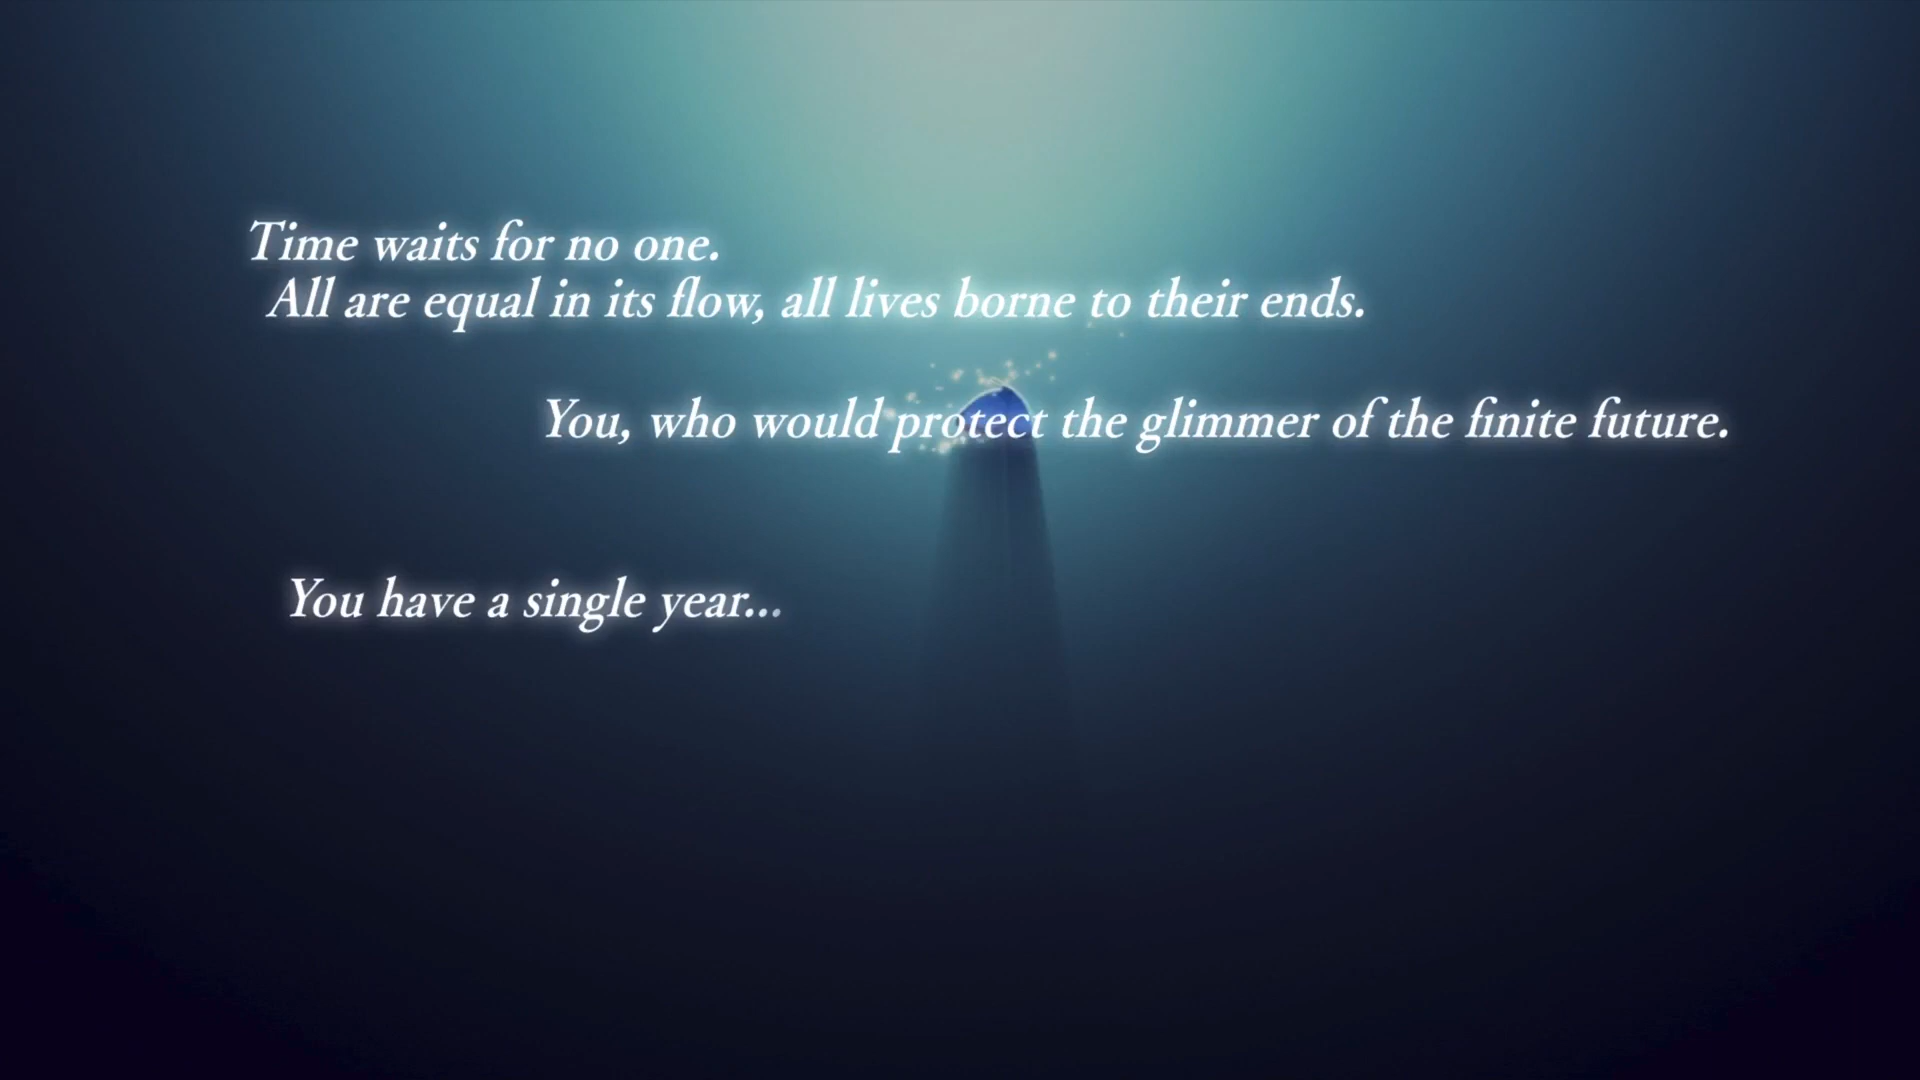 Time waits for no one.
All are equal in its flow, all lives borne to their ends.
You, who would protect the glimmer of the finite future.
You have a single year...